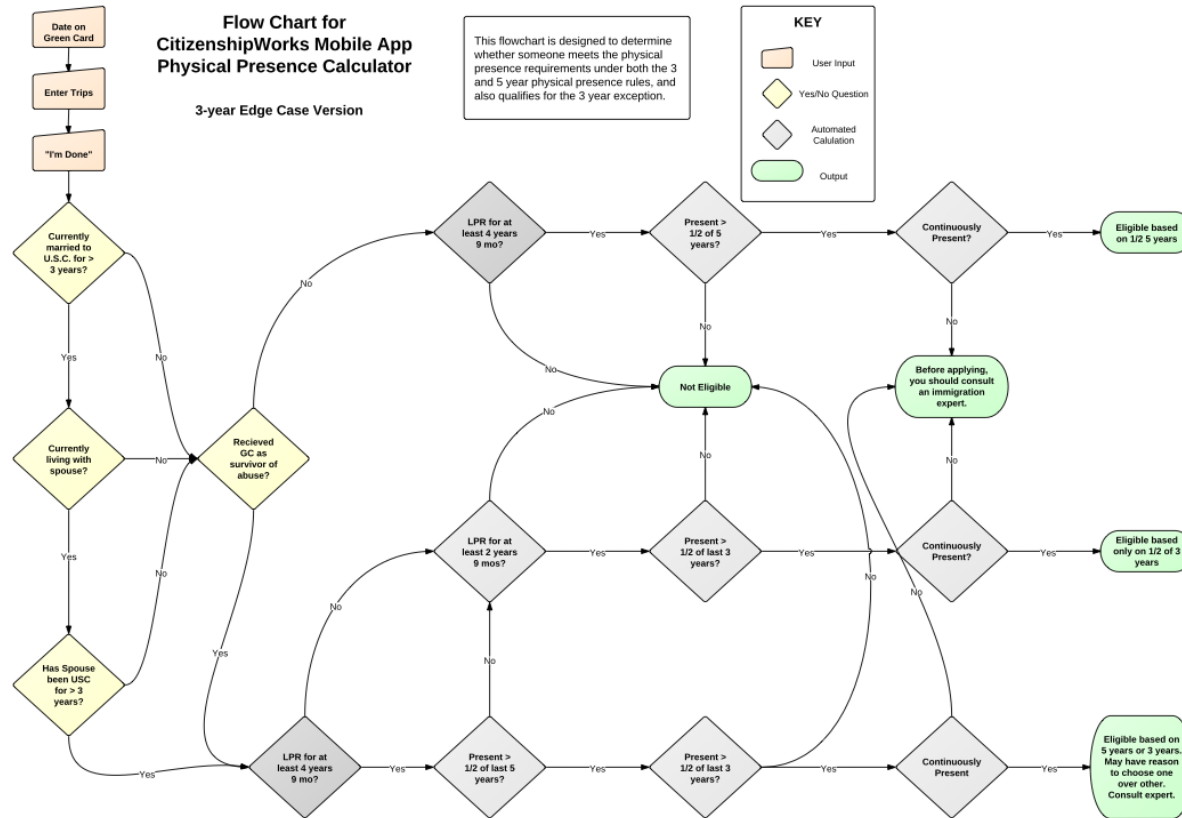 Date on
Green Card
Enter Trips
"I'm Done"
Flow Chart for
CitizenshipWorks Mobile App
Physical Presence Calculator
3-year Edge Case Version
This flowchart is designed to determine
whether someone meets the physical
presence requirements under both the 3
and 5 year physical presence rules, and
also qualifies for the 3 year exception.
KEY
User Input
Yes/No Question
Automated
Calulation
Output
Currently
married to
U.S.C. for >
3 years?
No
Yes
No
Currently
living with
spouse?
No
Yes
No
Has Spouse
been USC
for > 3
years?
Yes
Recieved
GC as
survivor of
abuse?
No
Yes
LPR for at
least 4 years
9 mo?
Yes
No
Present >
1/2 of 5
years?
Yes
No
Continuously
Present?
Yes
No
Eligible based
on 1/2 5 years
Not Eligible
Before applying,
you should consult
an immigration
expert.
LPR for at
least 2 years
9 mos?
No
Yes
Present >
1/2 of last 3
years?
No
Yes
Continuously
Present?
No
Yes
Eligible based
only on 1/2 of 3
years
LPR for at
least 4 years
9 mo?
No
Yes
Present >
1/2 of last 5
years?
No
Yes
Present >
1/2 of last 3
years?
No
Yes
Continuously
Present
No
Yes
Eligible based on
5 years or 3 years.
May have reason
to choose one
over other.
Consult expert.